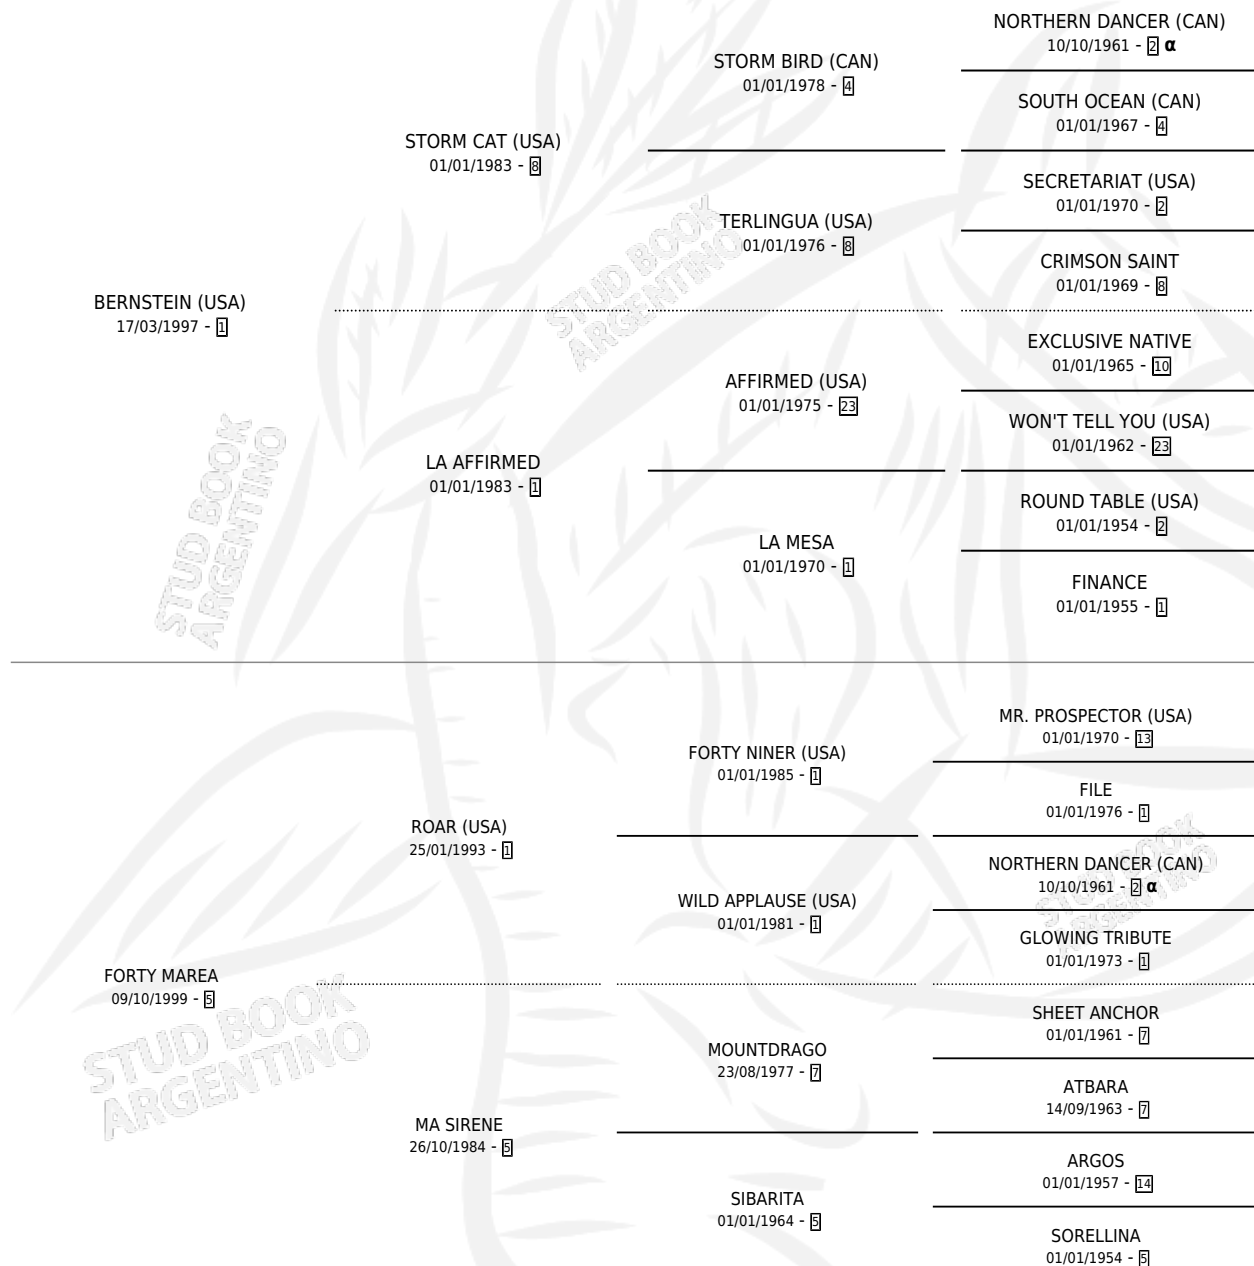 NORTHERN DANCER (CAN)
10/10/1961 - 2 α
STORM BIRD (CAN)
01/01/1978 - 4
SOUTH OCEAN (CAN)
01/01/1967 - 4
STORM CAT (USA)
01/01/1983 - 8
SECRETARIAT (USA)
01/01/1970 - 2
TERLINGUA (USA)
01/01/1976 - 8
CRIMSON SAINT
01/01/1969 - 8
STUD BOOK
ARGENTINO
BERNSTEIN (USA)
17/03/1997 - 1
EXCLUSIVE NATIVE
01/01/1965 - 10
AFFIRMED (USA)
01/01/1975 - 23
WON'T TELL YOU (USA)
01/01/1962 - 23
LA AFFIRMED
01/01/1983 - 1
ROUND TABLE (USA)
01/01/1954 - 2
LA MESA
01/01/1970 - 1
FINANCE
01/01/1955 - 1
STUD BOOK
ARGENTINO
MR. PROSPECTOR (USA)
01/01/1970 - 13
FORTY NINER (USA)
01/01/1985 - 1
FILE
01/01/1976 - 1
ROAR (USA)
25/01/1993 - 1
NORTHERN DANCER (CAN)
10/10/1961 - 2 α
WILD APPLAUSE (USA)
01/01/1981 - 1
GLOWING TRIBUTE
01/01/1973 - 1
STUD BOOK
ARGENTINO
FORTY MAREA
09/10/1999 - 5
SHEET ANCHOR
01/01/1961 - 7
MOUNTDRAGO
23/08/1977 - 7
ATBARA
14/09/1963 - 7
STUD BOOK
ARGENTINO
MA SIRENE
26/10/1984 - 5
ARGOS
01/01/1957 - 14
SIBARITA
01/01/1964 - 5
SORELLINA
01/01/1954 - 5